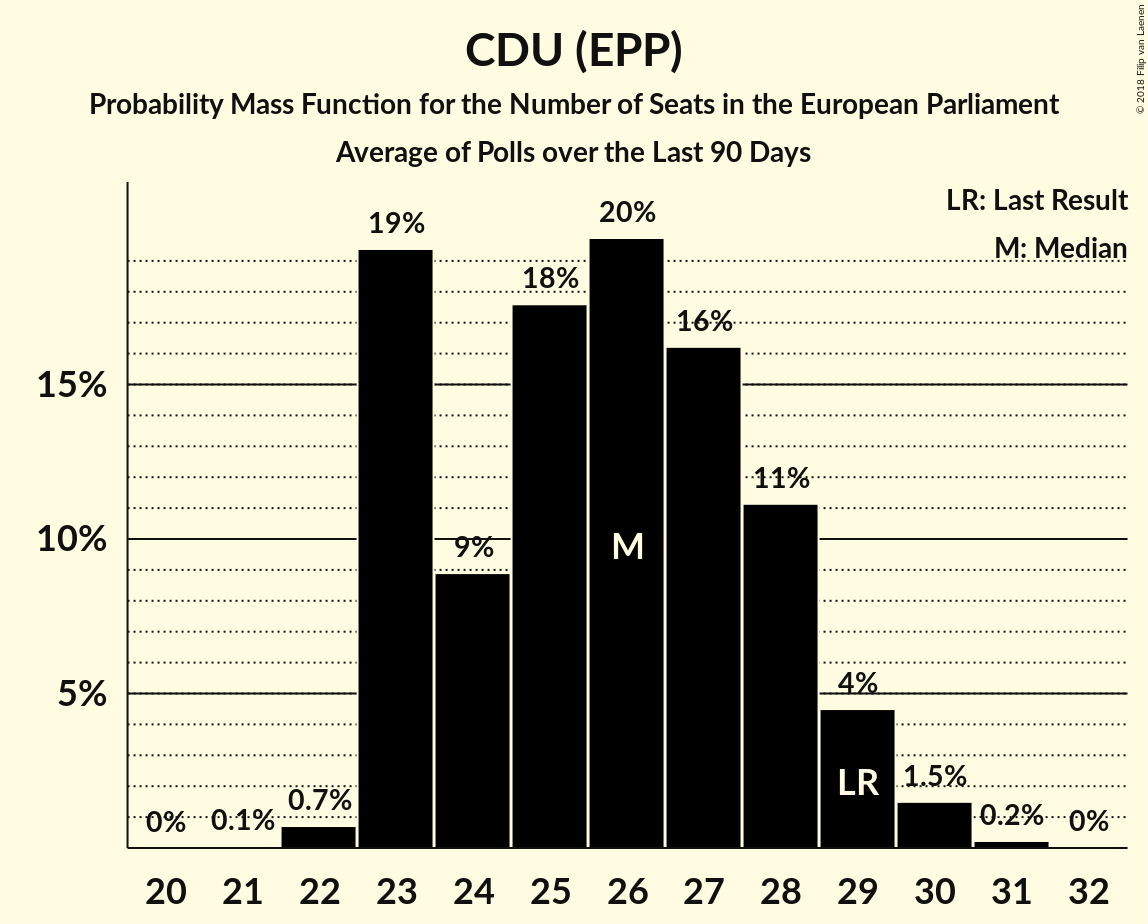 CDU (EPP)
Probability Mass Function for the Number of Seats in the European Parliament
Average of Polls over the Last 90 Days
© 2018 Filip van Laenen
LR: Last Result
M: Median
15%
10%
5%
0%
0.1%
0.7%
19%
9%
18%
20%
16%
11%
4%
1.5%
0.2%
0%
M
LR
20 21 22 23 24 25 26 27 28 29 30 31 32